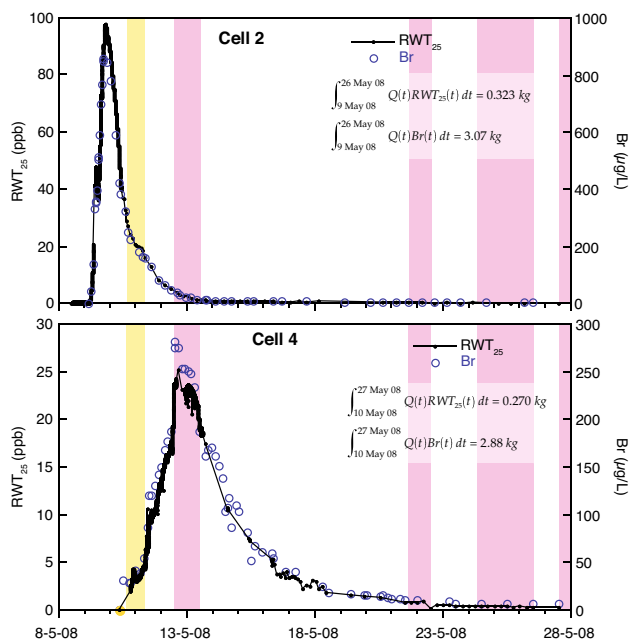 Cell 2
RWT25
Br
∫ 26 May 08 9 May 08 Q(t)RWT25(t) dt = 0.323 kg
∫ 26 May 08 9 May 08 Q(t)Br(t) dt = 3.07 kg
100
80
60
40
20
0
RWT25 (ppb)
1000
800
600
400
200
0
Br (µg/L)
Cell 4
RWT25
Br
∫ 27 May 08 10 May 08 Q(t)RWT25(t) dt = 0.270 kg
∫ 27 May 08 10 May 08 Q(t)Br(t) dt = 2.88 kg
30
25
20
15
10
5
0
RWT25 (ppb)
300
250
200
150
100
50
0
Br (µg/L)
8-5-08 13-5-08 18-5-08 23-5-08 28-5-08